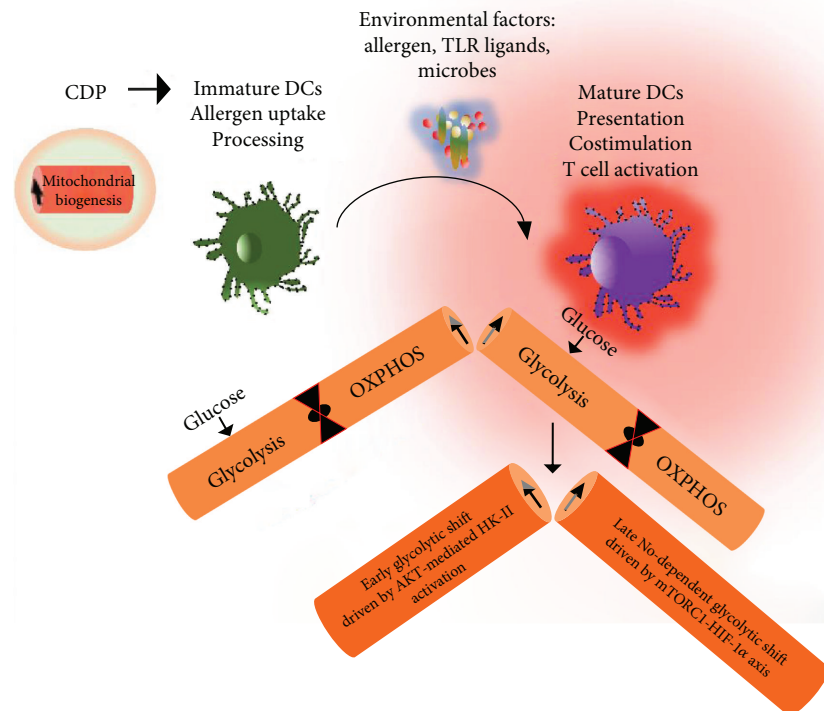 Environmental factors:
allergen, TLR ligands,
microbes
CDP
Immature DCs
Allergen uptake
Processing
Mature DCs
Presentation
Costimulation
T cell activation
Mitochondrial
biogenesis
Glucose
Glycolysis
OXPHOS
Glucose
Glycolysis
OXPHOS
Early glycolytic shift
driven by AKT-mediated HK-II
activation
Late No-dependent glycolytic shift
driven by mTORC1-HIF-1α axis